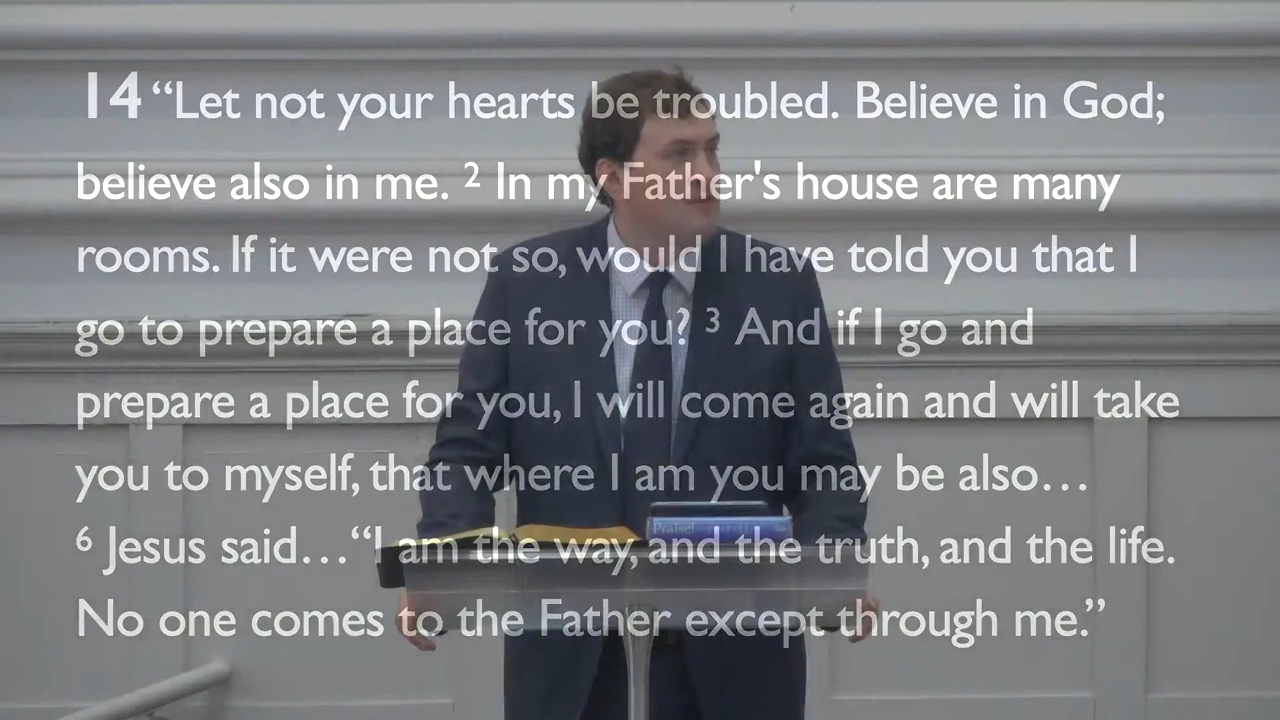 14 “Let not your hearts be troubled. Believe in God;
believe also in me. 2 In my Father's house are many
rooms. If it were not so, would I have told you that I
go to prepare a place for you? 3 And if I go and
prepare a place for you, I will come again and will take
you to myself, that where I am you may be also…
6 Jesus said…“I am the way, and the truth, and the life.
No one comes to the Father except through me.”
Praise!